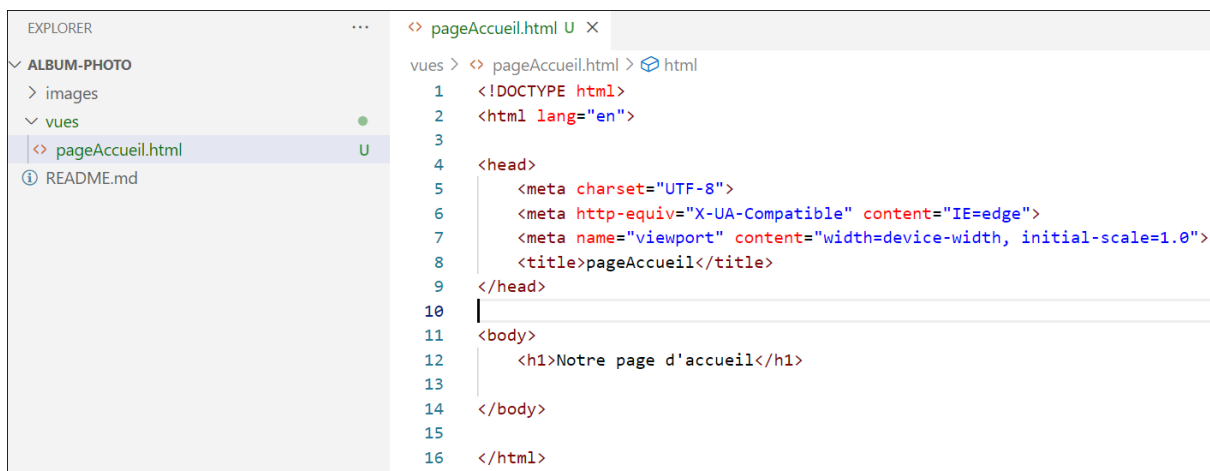 EXPLORER ...
ALBUM-PHOTO
images
vues
pageAccueil.html U
README.md
pageAccueil.html U
vues > pageAccueil.html > html
1 <!DOCTYPE html>
2 <html lang="en">
3
4 <head>
5 <meta charset="UTF-8">
6 <meta http-equiv="X-UA-Compatible" content="IE=edge">
7 <meta name="viewport" content="width=device-width, initial-scale=1.0">
8 <title>pageAccueil</title>
9 </head>
10
11 <body>
12 <h1>Notre page d'accueil</h1>
13
14 </body>
15
16 </html>